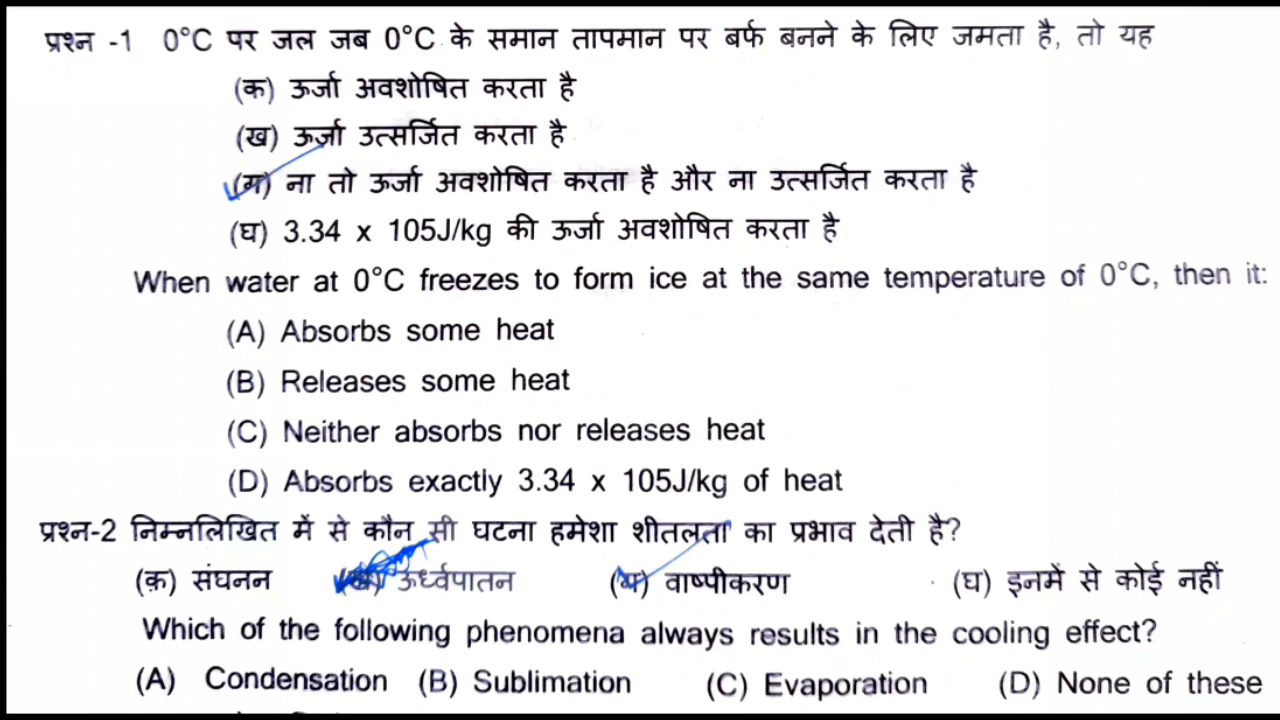 प्रश्न -1 0°C पर जल जब 0°C के समान तापमान पर बर्फ बनने के लिए जमता है, तो यह
(क) ऊर्जा अवशोषित करता है
(ख) ऊर्जा उत्सर्जित करता है
(ग) ना तो ऊर्जा अवशोषित करता है और ना उत्सर्जित करता है
(घ) 3.34 x 105J/kg की ऊर्जा अवशोषित करता है
When water at 0°C freezes to form ice at the same temperature of 0°C, then it:
(A) Absorbs some heat
(B) Releases some heat
(C) Neither absorbs nor releases heat
(D) Absorbs exactly 3.34 x 105J/kg of heat
प्रश्न-2 निम्नलिखित में से कौन सी घटना हमेशा शीतलता का प्रभाव देती है?
(क़) संघनन (ख) ऊर्ध्वपातन (ग) वाष्पीकरण (घ) इनमें से कोई नहीं
Which of the following phenomena always results in the cooling effect?
(A) Condensation (B) Sublimation (C) Evaporation (D) None of these